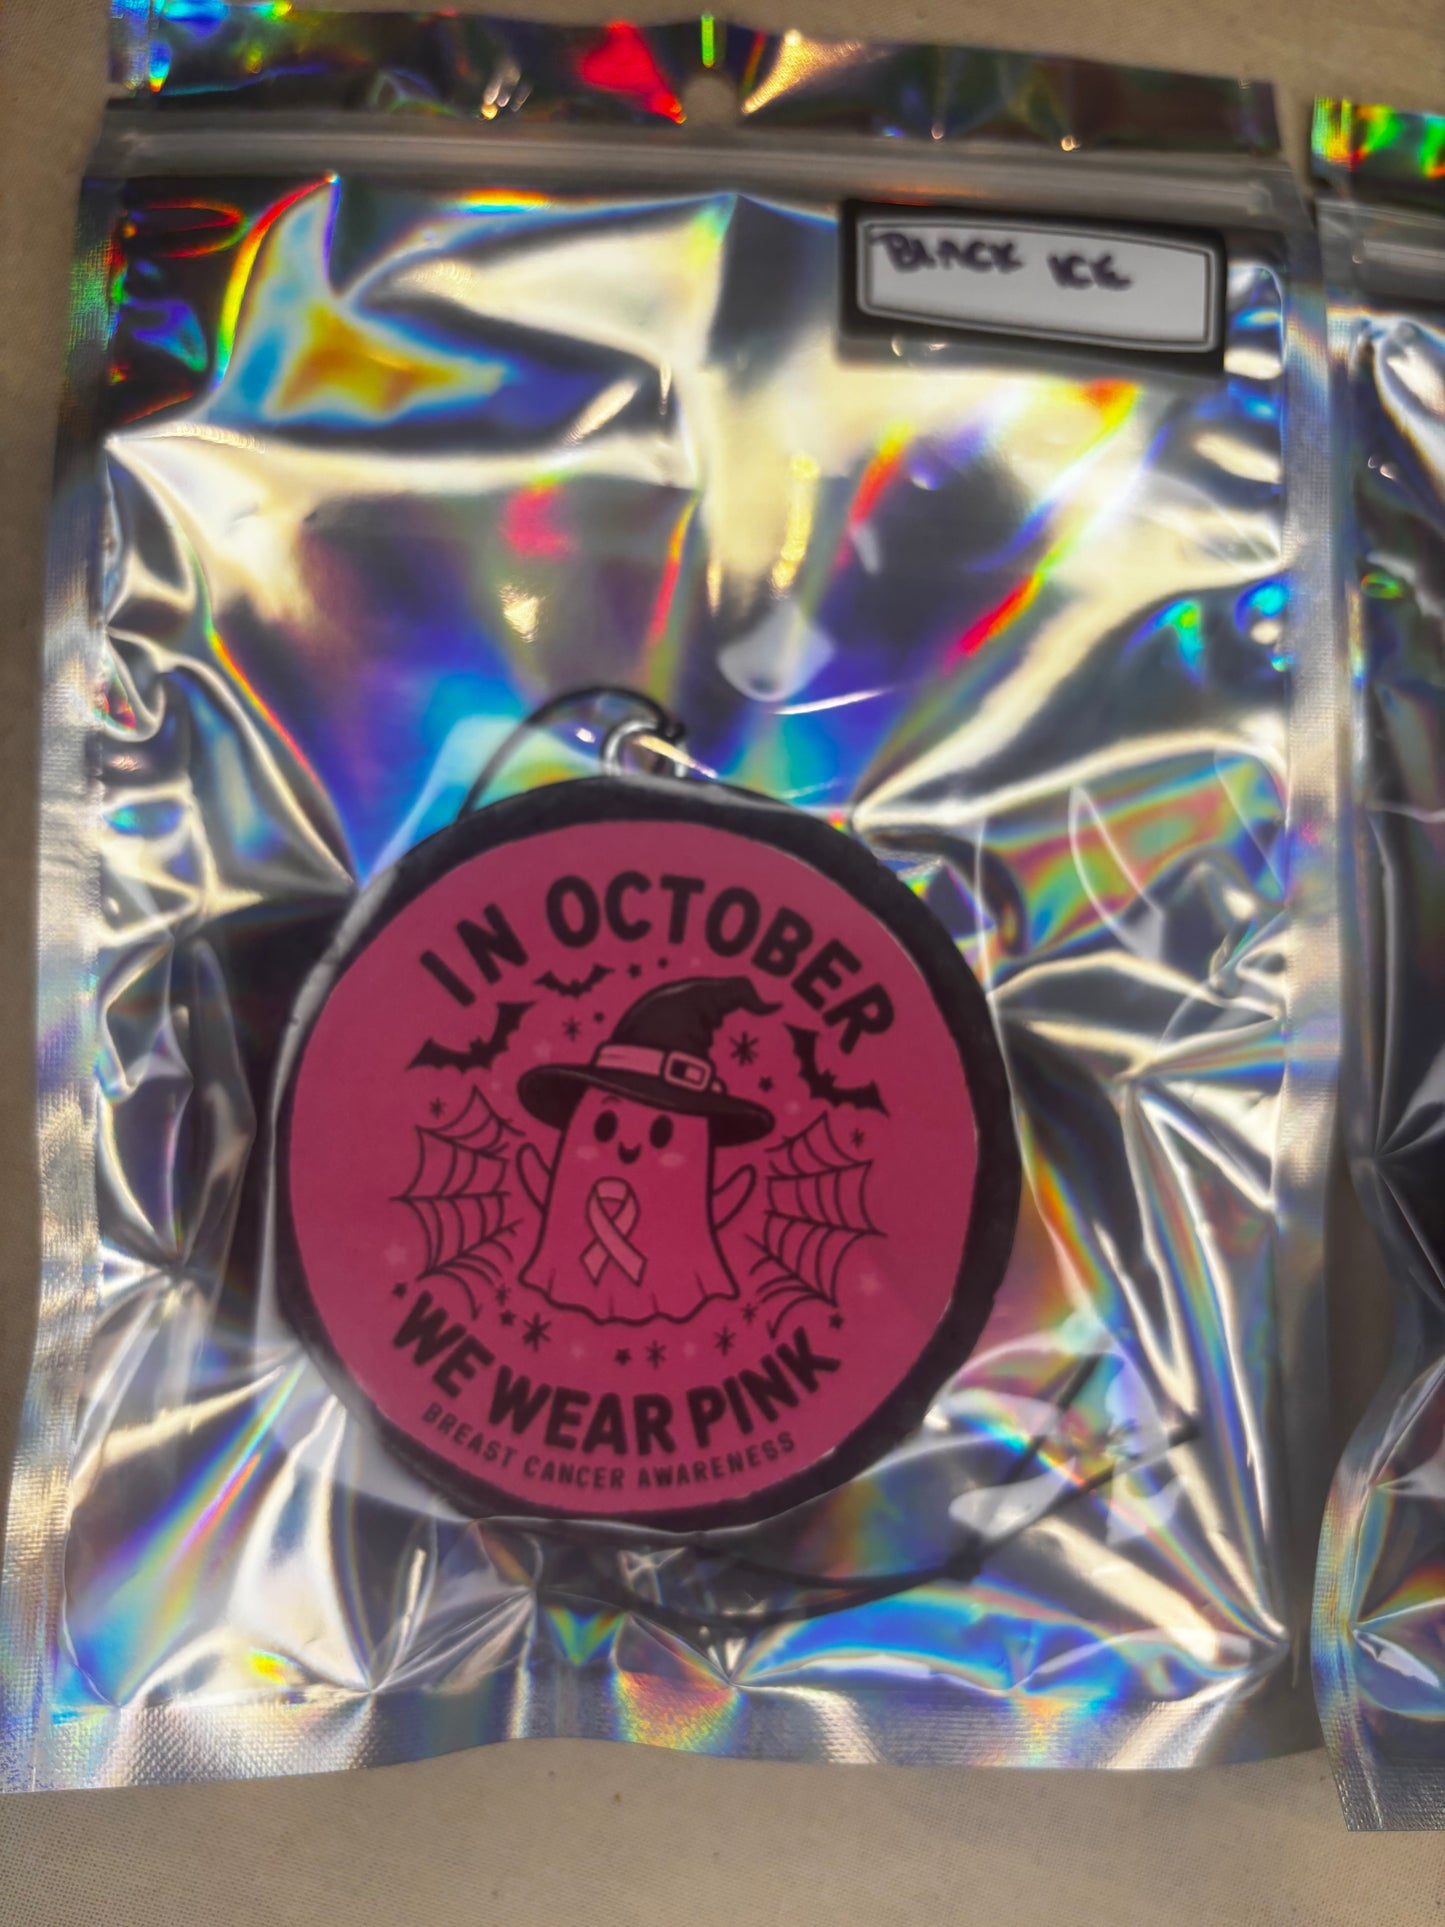 BLACK ICE
IN OCTOBER
WE WEAR PINK
BREAST CANCER AWARENESS